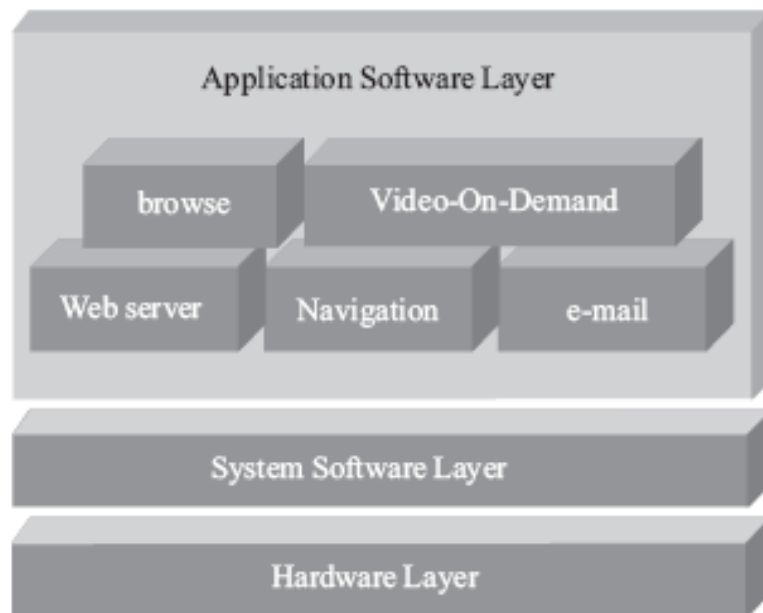 Application Software Layer
browse
Video-On-Demand
Web server
Navigation
e-mail
System Software Layer
Hardware Layer